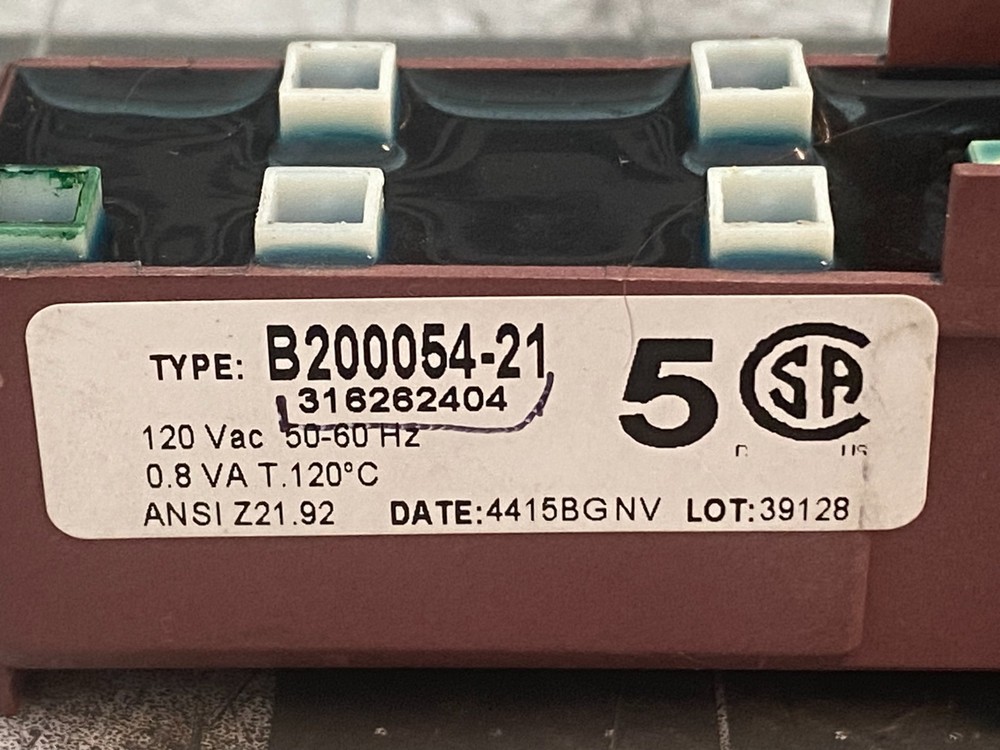 TYPE: B200054-21
316262404
5
SA
120 Vac 50-60 Hz
0.8 VA T.120°C
ANSI Z21.92 DATE:4415BGNV LOT:39128